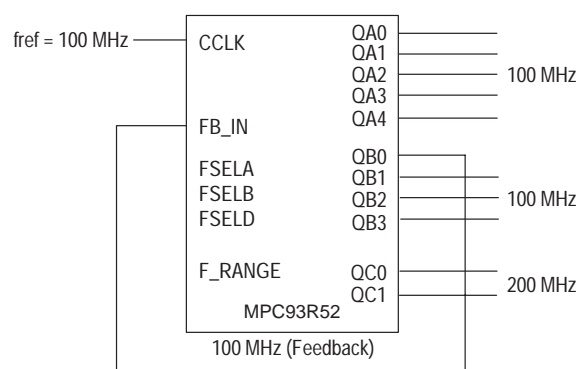 fref = 100 MHz
CCLK
FB_IN
FSELA
FSELB
FSELD
F_RANGE
QA0
QA1
QA2
QA3
QA4
QB0
QB1
QB2
QB3
QC0
QC1
100 MHz
100 MHz
200 MHz
MPC93R52
100 MHz (Feedback)